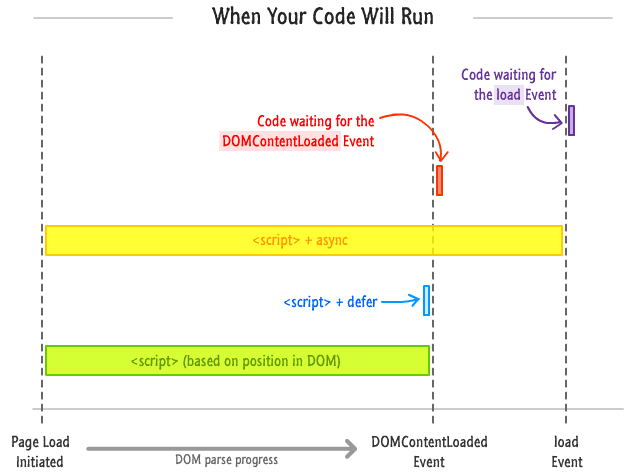 When Your Code Will Run
Code waiting for
the load Event
Code waiting for the
DOMContentLoaded Event
<script> + async
<script> + defer
<script> (based on position in DOM)
Page Load
Initiated
DOM parse progress
DOMContentLoaded
Event
load
Event